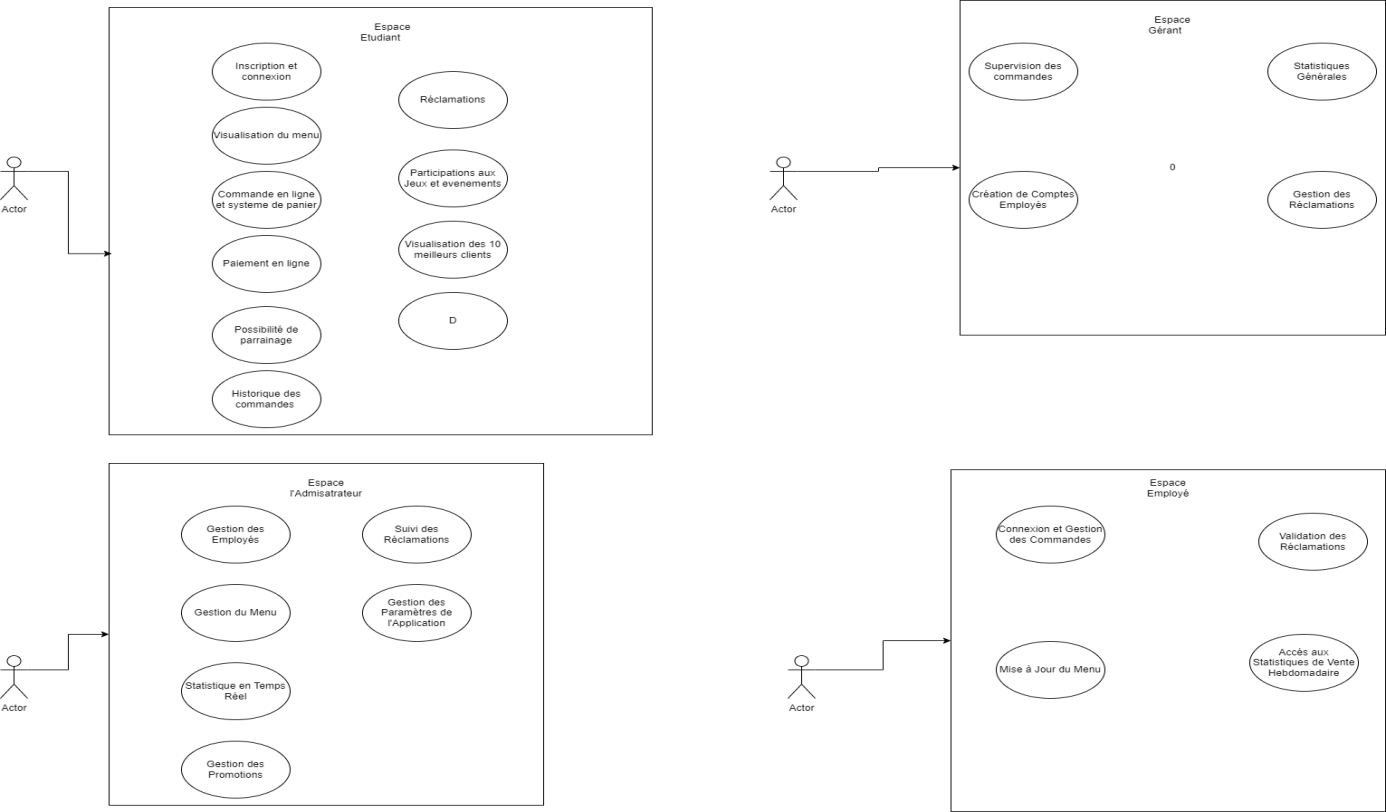 Espace
Etudiant
Inscription et
connexion
Visualisation du menu
Commande en ligne
et systeme de panier
Paiement en ligne
Possibilité de
parrainage
Historique des
commandes
Réclamations
Participations aux
Jeux et evenements
Visualisation des 10
meilleurs clients
D
Actor
Espace
Gérant
Supervision des
commandes
Statistiques
Générales
0
Création de Comptes
Employés
Gestion des
Réclamations
Actor
Espace
l'Admisatrateur
Gestion des
Employés
Suivi des
Réclamations
Gestion du Menu
Gestion des
Paramètres de
l'Application
Statistique en Temps
Réel
Gestion des
Promotions
Actor
Espace
Employé
Connexion et Gestion
des Commandes
Validation des
Réclamations
Mise à Jour du Menu
Accès aux
Statistiques de Vente
Hebdomadaire
Actor